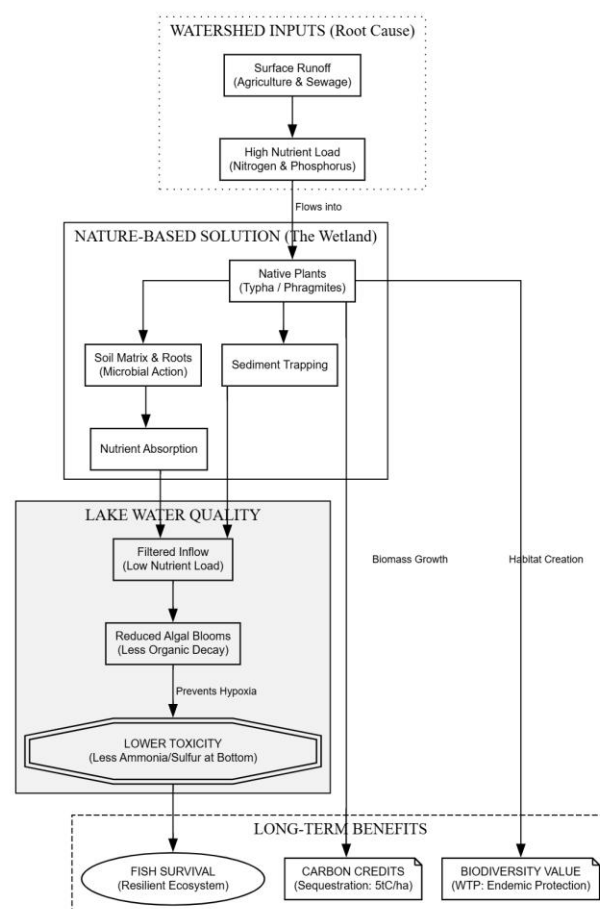 WATERSHED INPUTS (Root Cause)
Surface Runoff
(Agriculture & Sewage)
High Nutrient Load
(Nitrogen & Phosphorus)
Flows into
NATURE-BASED SOLUTION (The Wetland)
Native Plants
(Typha / Phragmites)
Soil Matrix & Roots
(Microbial Action)
Sediment Trapping
Nutrient Absorption
LAKE WATER QUALITY
Filtered Inflow
(Low Nutrient Load)
Biomass Growth
Habitat Creation
Reduced Algal Blooms
(Less Organic Decay)
Prevents Hypoxia
LOWER TOXICITY
(Less Ammonia/Sulfur at Bottom)
LONG-TERM BENEFITS
FISH SURVIVAL
(Resilient Ecosystem)
CARBON CREDITS
(Sequestration: 5tC/ha)
BIODIVERSITY VALUE
(WTP: Endemic Protection)